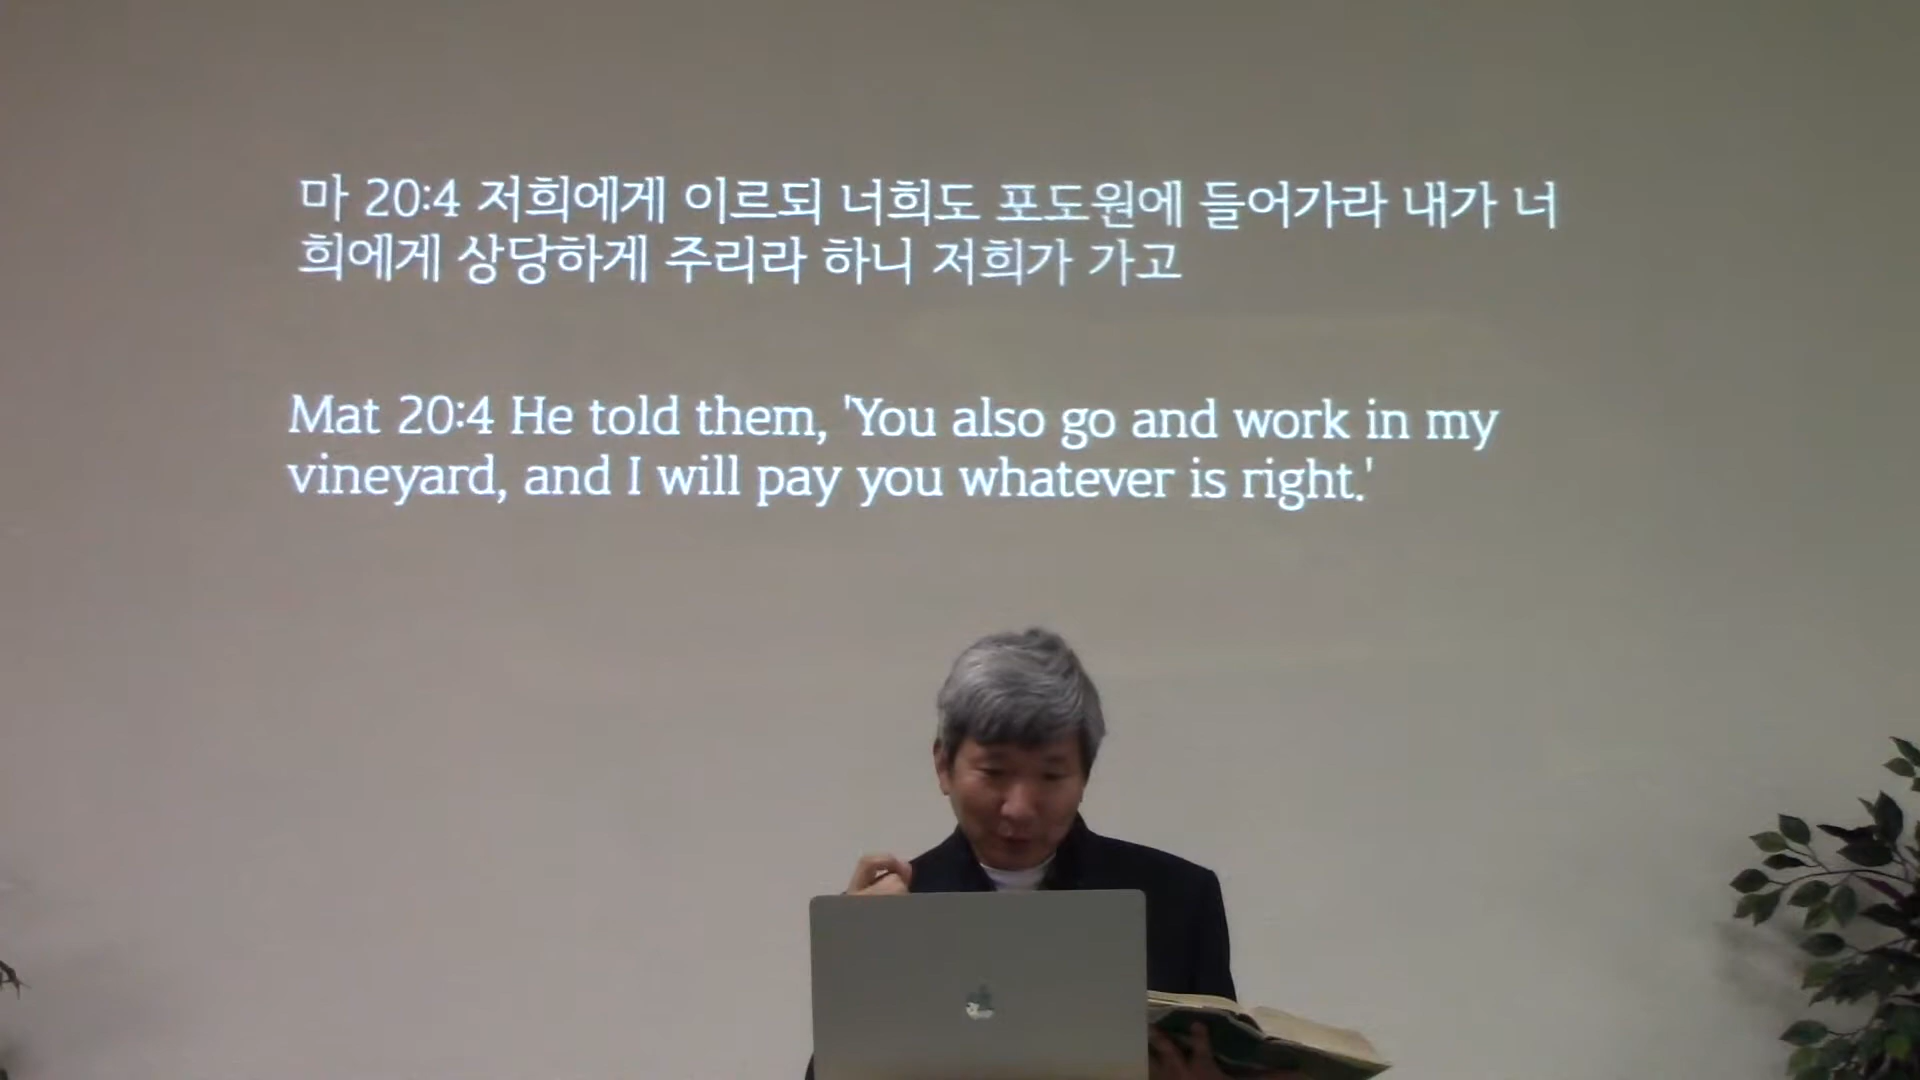 마 20:4 저희에게 이르되 너희도 포도원에 들어가라 내가 너
희에게 상당하게 주리라 하니 저희가 가고
Mat 20:4 He told them, 'You also go and work in my
vineyard, and I will pay you whatever is right.'